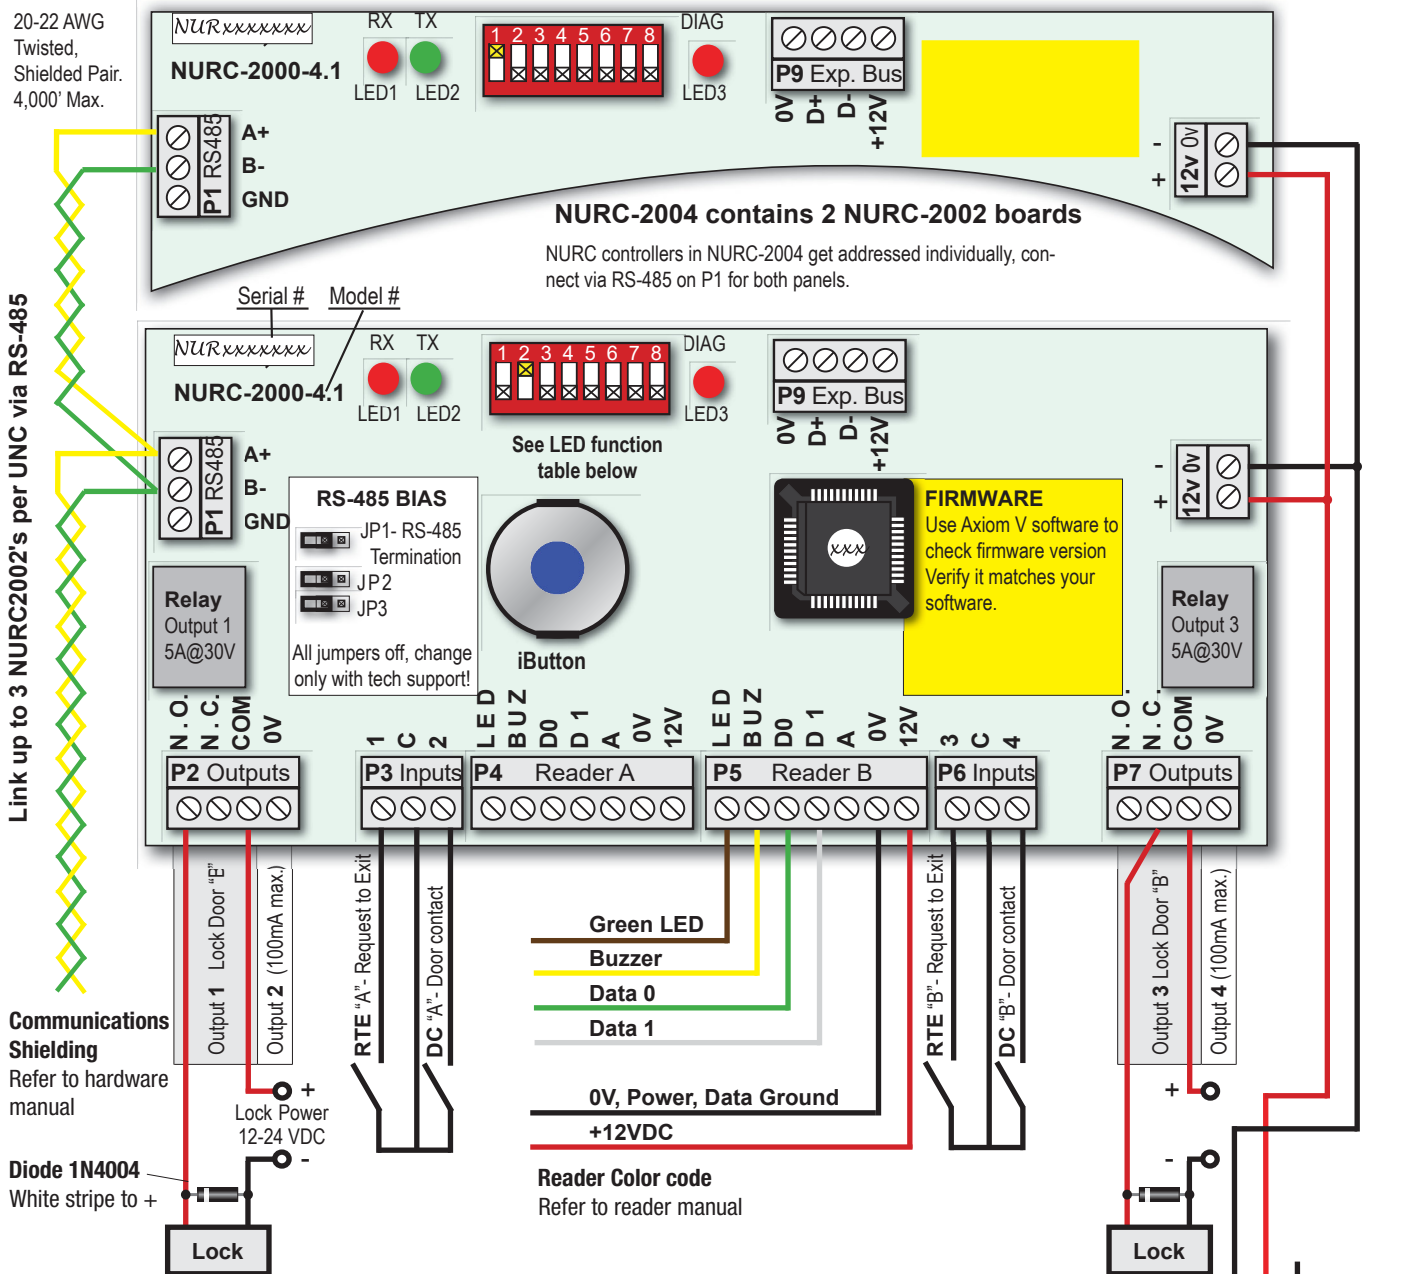 20-22 AWG
Twisted,
Shielded Pair.
4,000' Max.
NURxxxxxxx
NURC-2000-4.1
RX TX
LED1 LED2
1 2 3 4 5 6 7 8
DIAG
LED3
P9 Exp. Bus
0V D+ D- +12V
P1 RS485
A+
B-
GND
-
+
12v 0v
NURC-2004 contains 2 NURC-2002 boards
NURC controllers in NURC-2004 get addressed individually, con-
nect via RS-485 on P1 for both panels.
Serial # Model #
Link up to 3 NURC2002's per UNC via RS-485
NURxxxxxxx
NURC-2000-4.1
RX TX
LED1 LED2
1 2 3 4 5 6 7 8
DIAG
LED3
See LED function
table below
P9 Exp. Bus
0V D+ D- +12V
P1 RS485
A+
B-
GND
-
+
12v 0v
RS-485 BIAS
JP1- RS-485
Termination
JP2
JP3
All jumpers off, change
only with tech support!
iButton
xxx
FIRMWARE
Use Axiom V software to
check firmware version
Verify it matches your
software.
Relay
Output 1
5A@30V
Relay
Output 3
5A@30V
N.O. N.C. COM 0V
P2 Outputs
1 C 2
P3 Inputs
LED BUZ D0 D1 A 0V 12V
P4 Reader A
LED BUZ D0 D1 A 0V 12V
P5 Reader B
3 C 4
P6 Inputs
N.O. N.C. COM 0V
P7 Outputs
Output 1 Lock Door "E"
Output 2 (100mA max.)
RTE "A"- Request to Exit
DC "A"- Door contact
Green LED
Buzzer
Data 0
Data 1
0V, Power, Data Ground
+12VDC
Reader Color code
Refer to reader manual
RTE "B"- Request to Exit
DC "B"- Door contact
Output 3 Lock Door "B"
Output 4 (100mA max.)
Communications
Shielding
Refer to hardware
manual
+
Lock Power
12-24 VDC
-
Diode 1N4004
White stripe to +
Lock
+
-
Lock